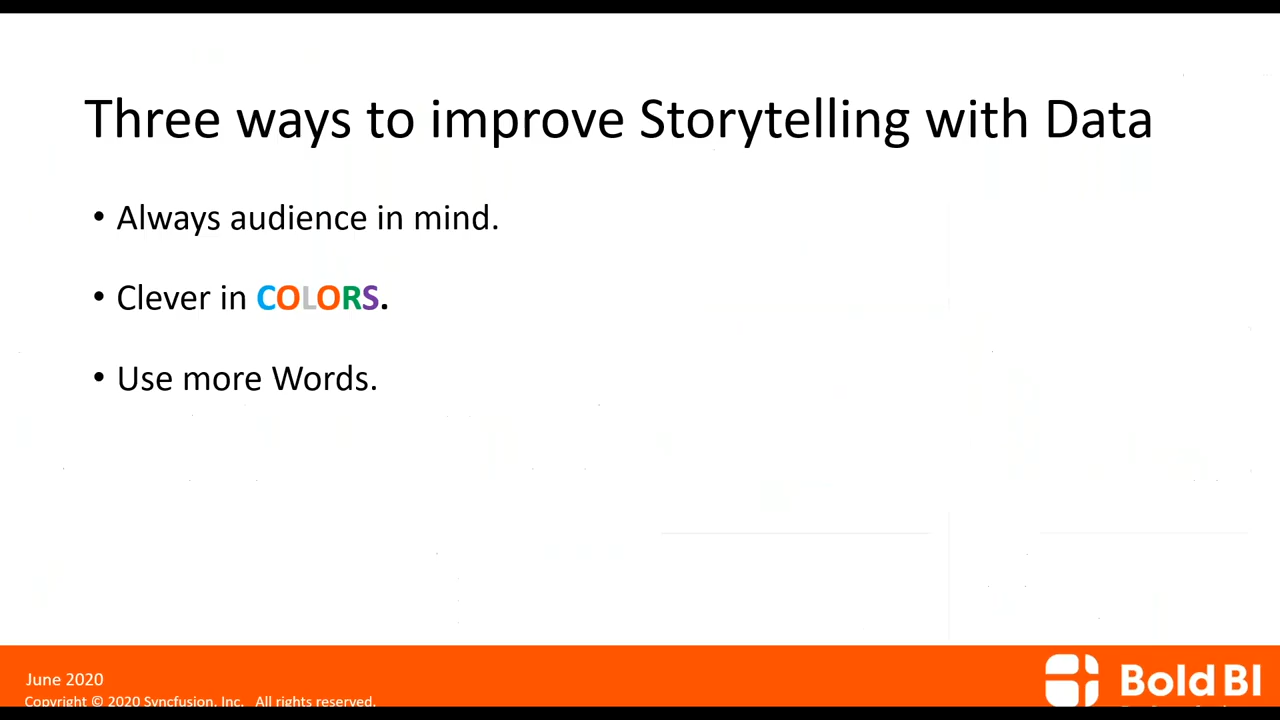 Three ways to improve Storytelling with Data
• Always audience in mind.
• Clever in COLORS.
• Use more Words.
June 2020
Copyright © 2020 Syncfusion, Inc. All rights reserved.
Bold BI